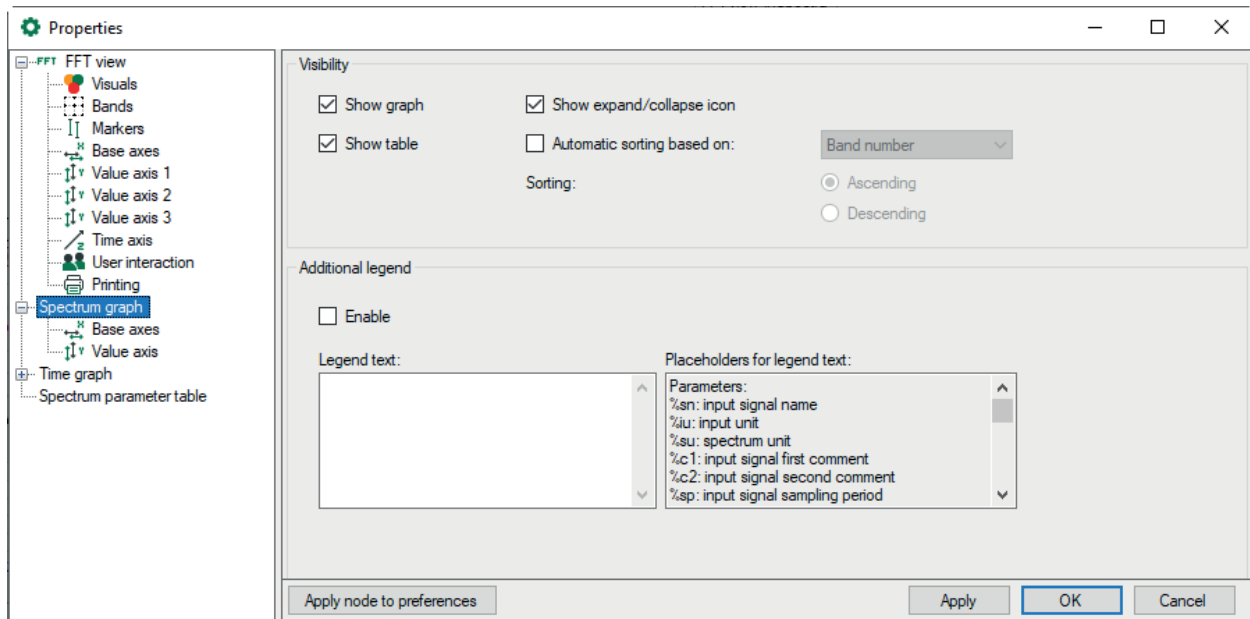 Properties
FFT FFT view
Visuals
Bands
Markers
X Base axes
Y Value axis 1
Y Value axis 2
Y Value axis 3
Z Time axis
User interaction
Printing
Spectrum graph
X Base axes
Y Value axis
Time graph
Spectrum parameter table
Visibility
Show graph
Show expand/collapse icon
Show table
Automatic sorting based on:
Band number
Sorting:
Ascending
Descending
Additional legend
Enable
Legend text:
Placeholders for legend text:
Parameters:
%sn: input signal name
%iu: input unit
%su: spectrum unit
%c1: input signal first comment
%c2: input signal second comment
%sp: input signal sampling period
Apply node to preferences
Apply
OK
Cancel